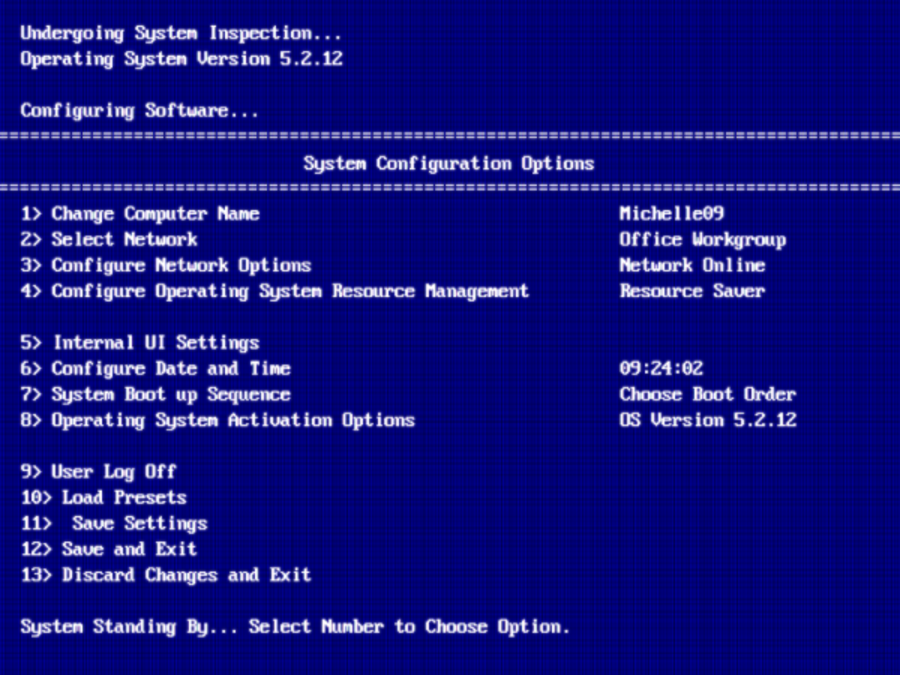 Undergoing System Inspection...
Operating System Version 5.2.12
Configuring Software...
System Configuration Options
1> Change Computer Name Michelle09
2> Select Network Office Workgroup
3> Configure Network Options Network Online
4> Configure Operating System Resource Management Resource Saver
5> Internal UI Settings
6> Configure Date and Time 09:24:02
7> System Boot up Sequence Choose Boot Order
8> Operating System Activation Options OS Version 5.2.12
9> User Log Off
10> Load Presets
11> Save Settings
12> Save and Exit
13> Discard Changes and Exit
System Standing By... Select Number to Choose Option.